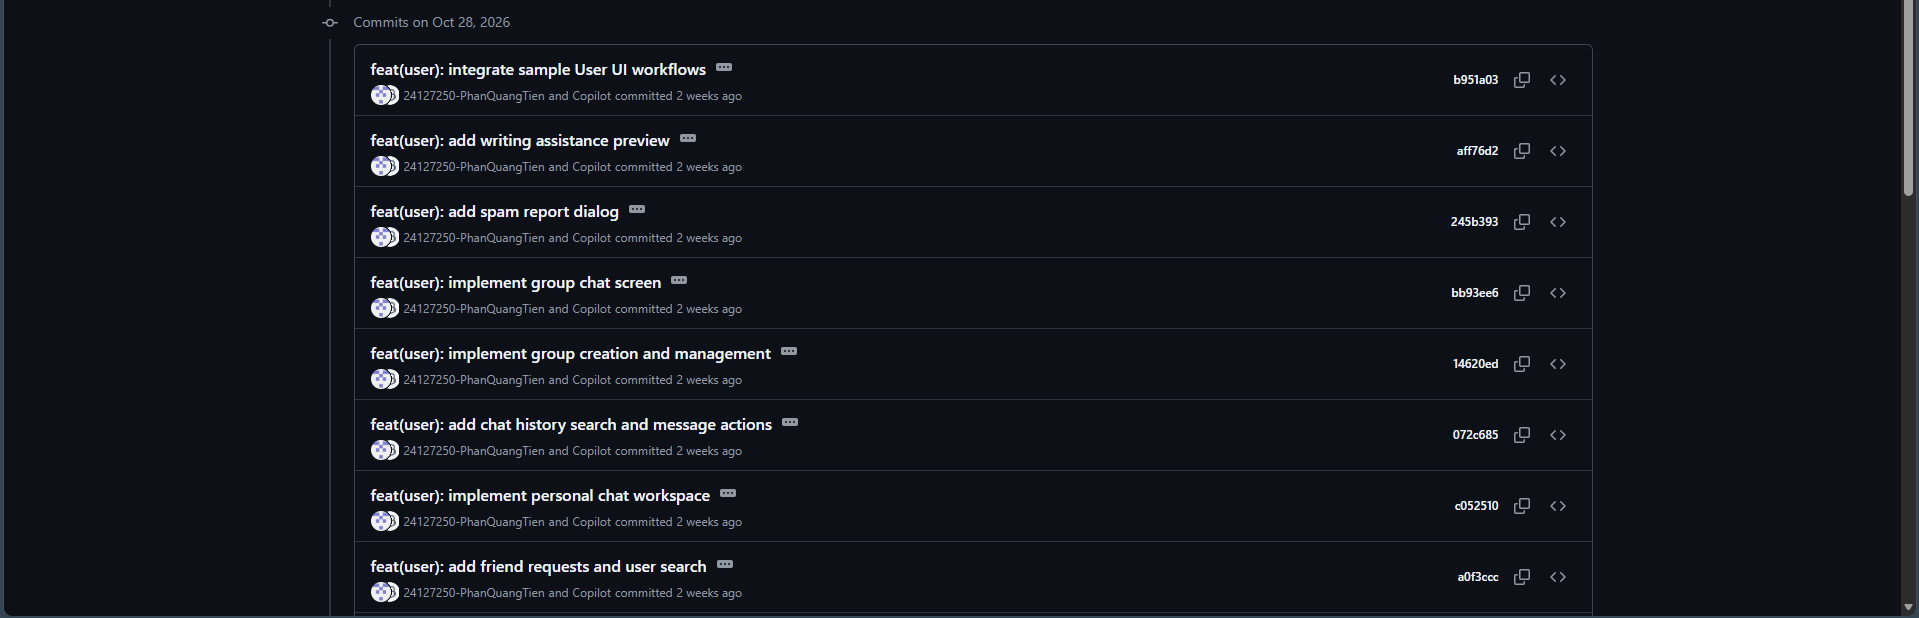 Commits on Oct 28, 2026
feat(user): integrate sample User UI workflows
24127250-PhanQuangTien and Copilot committed 2 weeks ago
b951a03
feat(user): add writing assistance preview
24127250-PhanQuangTien and Copilot committed 2 weeks ago
aff76d2
feat(user): add spam report dialog
24127250-PhanQuangTien and Copilot committed 2 weeks ago
245b393
feat(user): implement group chat screen
24127250-PhanQuangTien and Copilot committed 2 weeks ago
bb93ee6
feat(user): implement group creation and management
24127250-PhanQuangTien and Copilot committed 2 weeks ago
14620ed
feat(user): add chat history search and message actions
24127250-PhanQuangTien and Copilot committed 2 weeks ago
072c685
feat(user): implement personal chat workspace
24127250-PhanQuangTien and Copilot committed 2 weeks ago
c052510
feat(user): add friend requests and user search
24127250-PhanQuangTien and Copilot committed 2 weeks ago
a0f3ccc